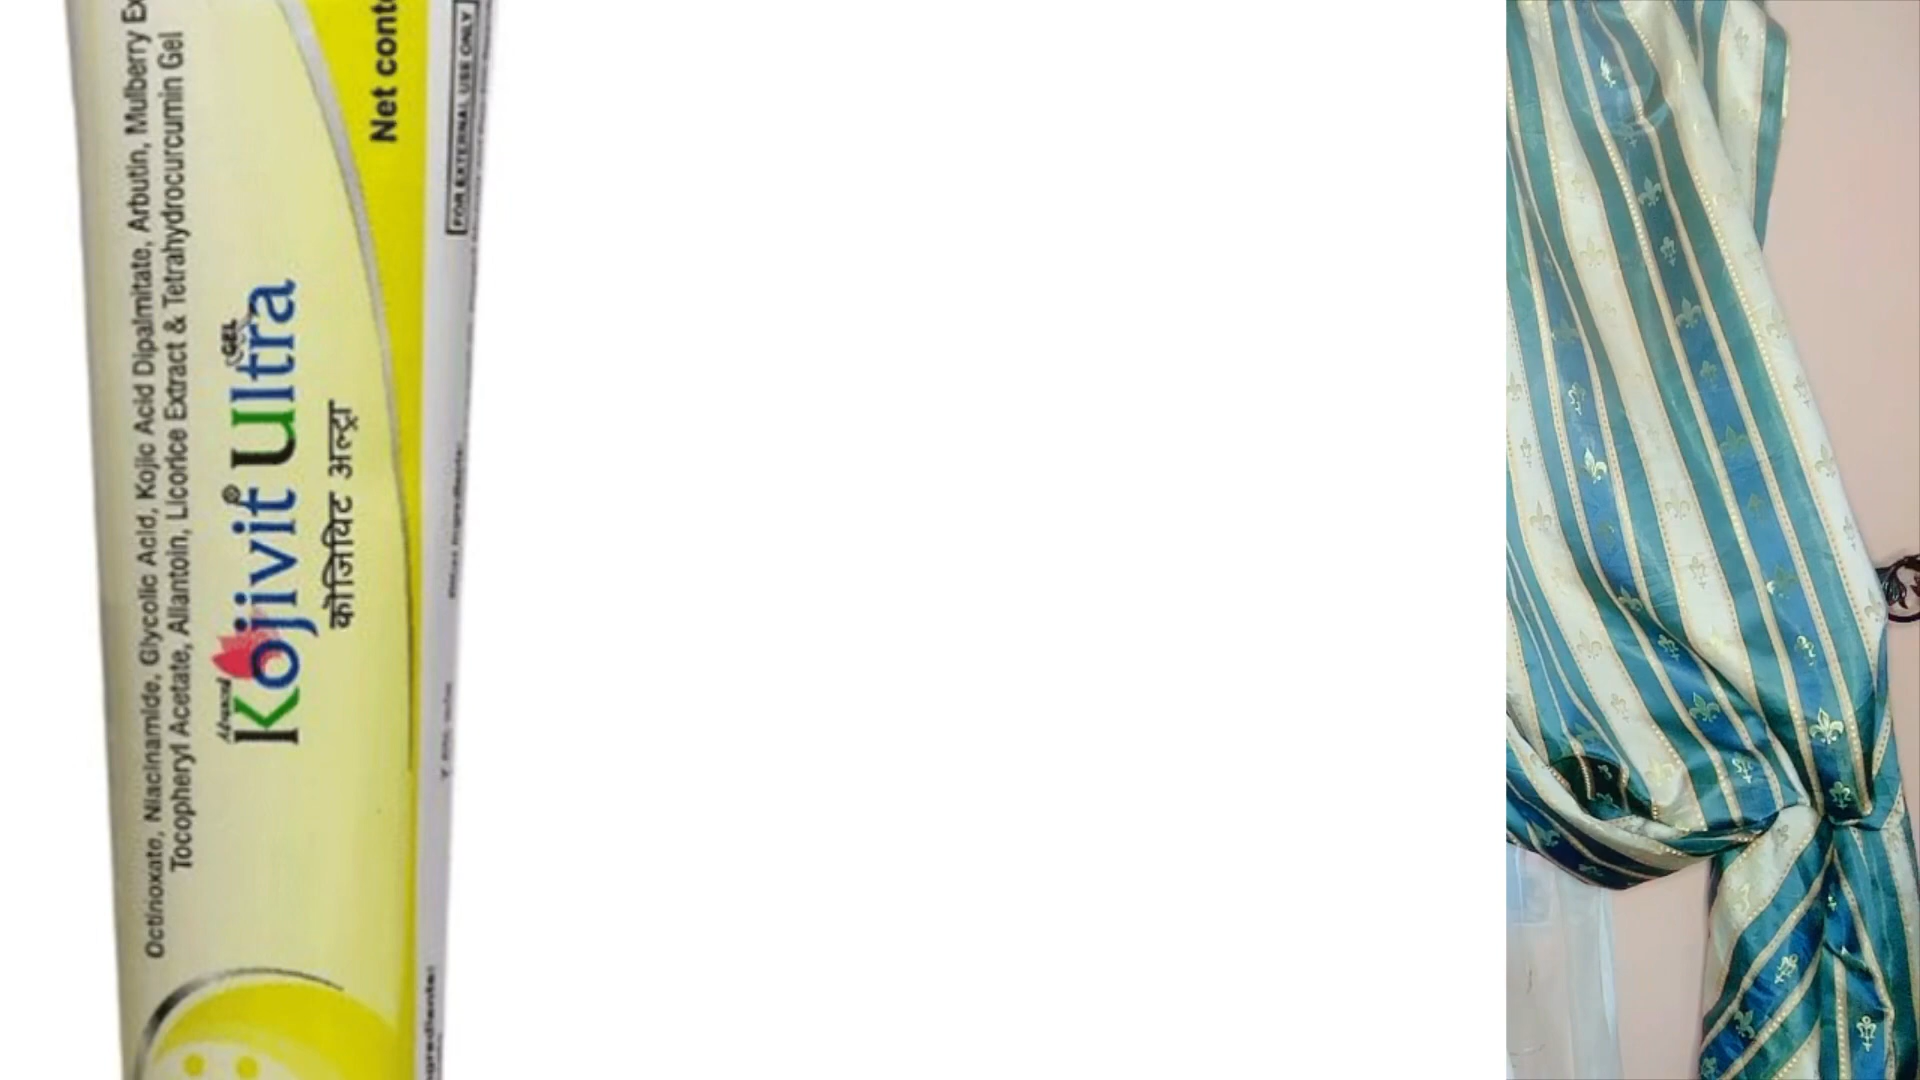 Octinoxate, Niacinamide, Glycolic Acid, Kojic Acid Dipalmitate, Arbutin, Mulberry Ex
Tocopheryl Acetate, Allantoin, Licorice Extract & Tetrahydrocurcumin Gel
Advanced
Kojivit® Ultra
GEL
कोजिविट अल्ट्रा
Net cont
FOR EXTERNAL USE ONLY